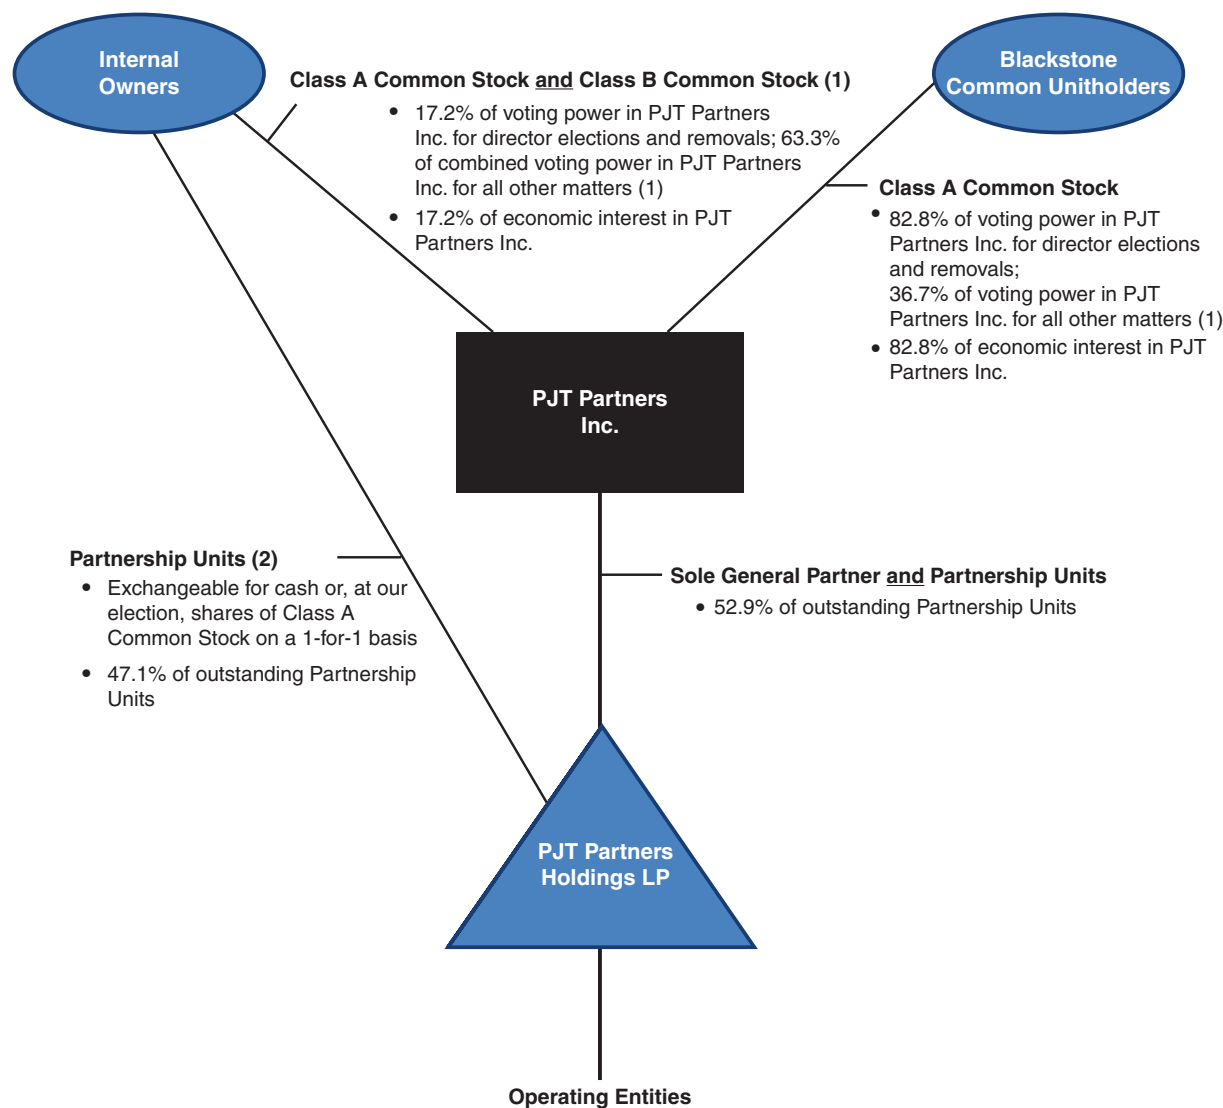 Internal
Owners
Blackstone
Common Unitholders
Class A Common Stock and Class B Common Stock (1)
• 17.2% of voting power in PJT Partners
Inc. for director elections and removals; 63.3%
of combined voting power in PJT Partners
Inc. for all other matters (1)
• 17.2% of economic interest in PJT
Partners Inc.
Class A Common Stock
• 82.8% of voting power in PJT
Partners Inc. for director elections
and removals;
36.7% of voting power in PJT
Partners Inc. for all other matters (1)
• 82.8% of economic interest in PJT
Partners Inc.
PJT Partners
Inc.
Partnership Units (2)
• Exchangeable for cash or, at our
election, shares of Class A
Common Stock on a 1-for-1 basis
• 47.1% of outstanding Partnership
Units
Sole General Partner and Partnership Units
• 52.9% of outstanding Partnership Units
PJT Partners
Holdings LP
Operating Entities